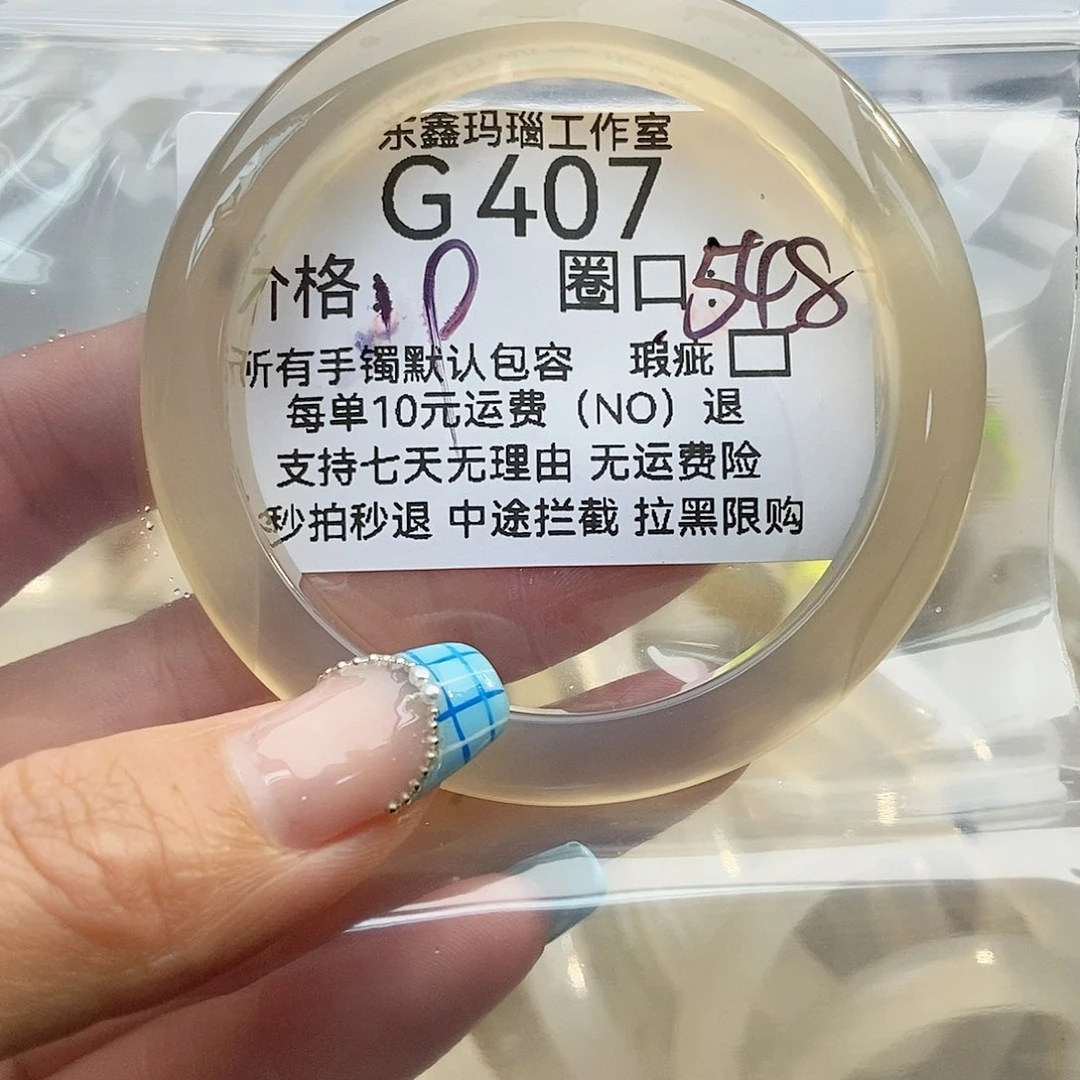 东鑫玛瑙工作室
G407
价格: 圈口:548
所有手镯默认包容 瑕疵
每单10元运费（NO）退
支持七天无理由 无运费险
秒拍秒退 中途拦截 拉黑限购